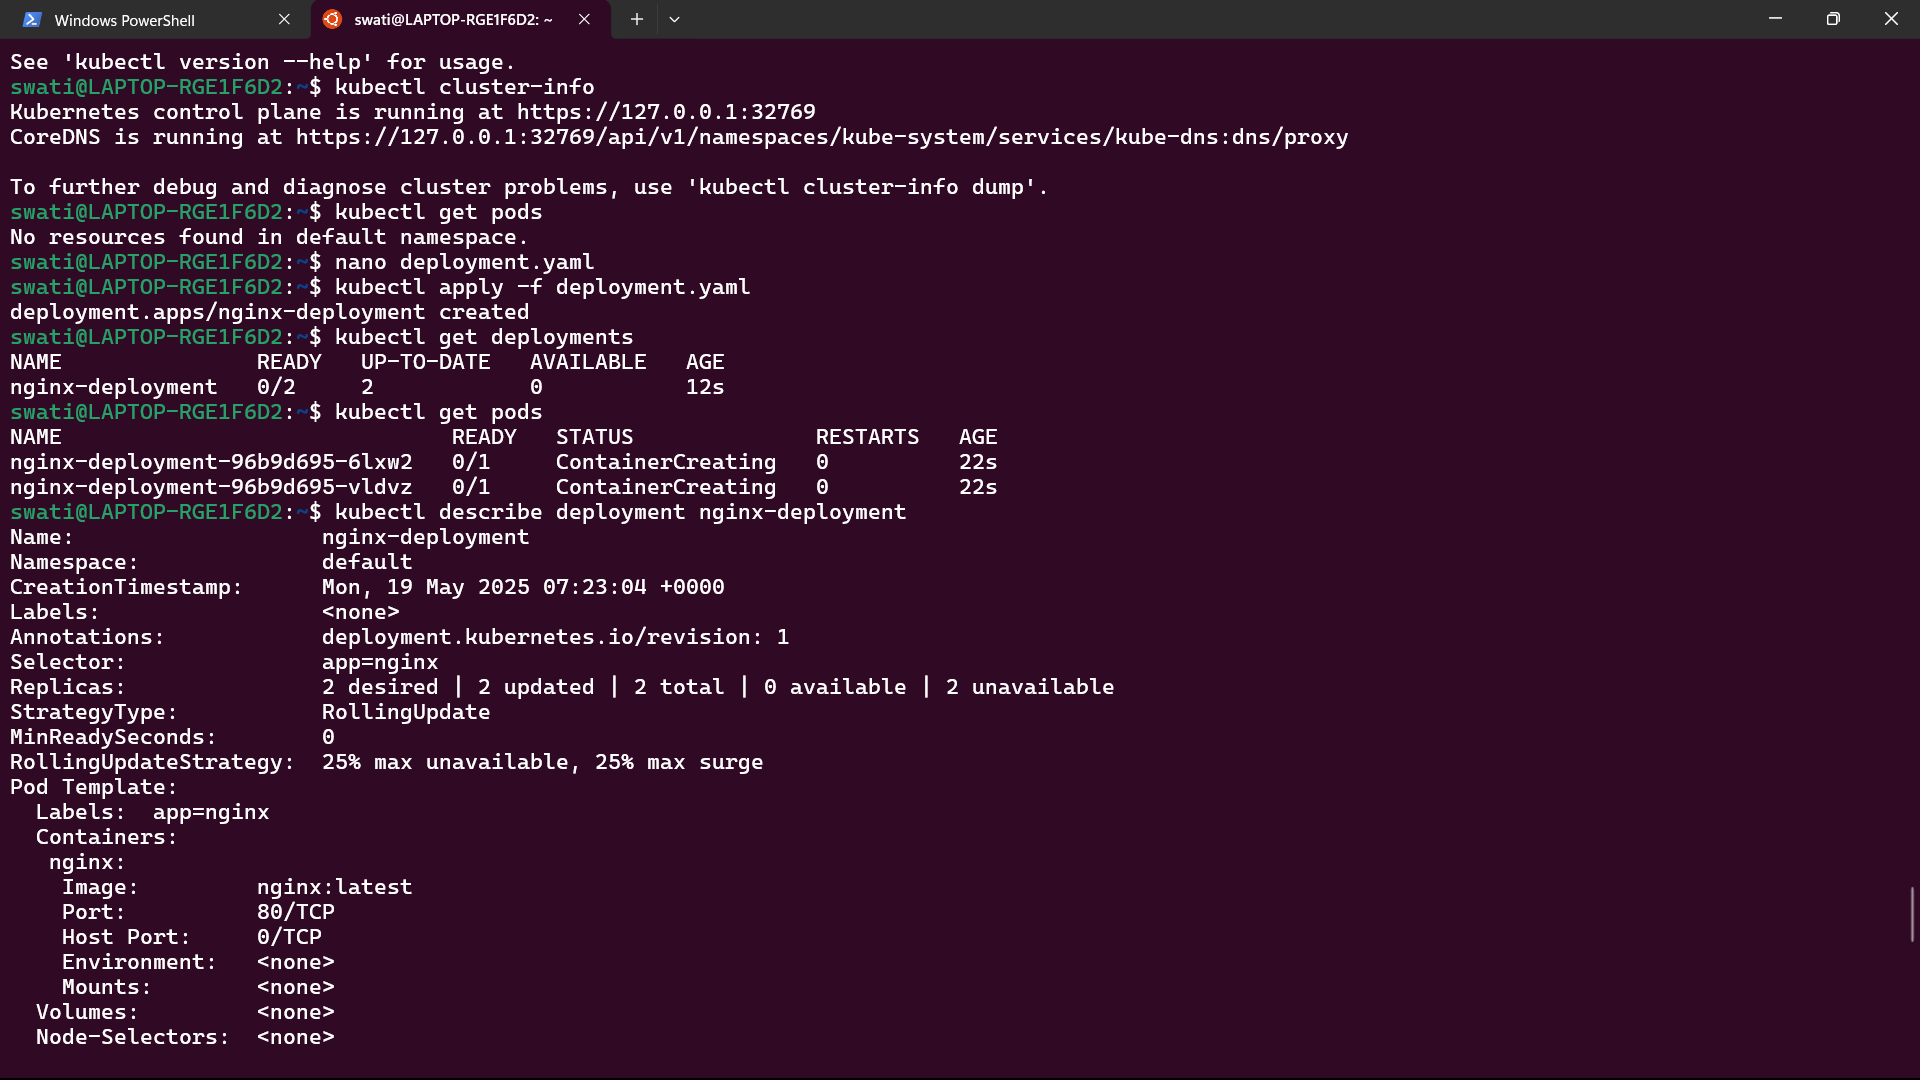 Windows PowerShell
swati@LAPTOP-RGE1F6D2: ~
See 'kubectl version --help' for usage.
swati@LAPTOP-RGE1F6D2:~$ kubectl cluster-info
Kubernetes control plane is running at https://127.0.0.1:32769
CoreDNS is running at https://127.0.0.1:32769/api/v1/namespaces/kube-system/services/kube-dns:dns/proxy

To further debug and diagnose cluster problems, use 'kubectl cluster-info dump'.
swati@LAPTOP-RGE1F6D2:~$ kubectl get pods
No resources found in default namespace.
swati@LAPTOP-RGE1F6D2:~$ nano deployment.yaml
swati@LAPTOP-RGE1F6D2:~$ kubectl apply -f deployment.yaml
deployment.apps/nginx-deployment created
swati@LAPTOP-RGE1F6D2:~$ kubectl get deployments
NAME               READY   UP-TO-DATE   AVAILABLE   AGE
nginx-deployment   0/2     2            0           12s
swati@LAPTOP-RGE1F6D2:~$ kubectl get pods
NAME                              READY   STATUS              RESTARTS   AGE
nginx-deployment-96b9d695-6lxw2   0/1     ContainerCreating   0          22s
nginx-deployment-96b9d695-vldvz   0/1     ContainerCreating   0          22s
swati@LAPTOP-RGE1F6D2:~$ kubectl describe deployment nginx-deployment
Name:                   nginx-deployment
Namespace:              default
CreationTimestamp:      Mon, 19 May 2025 07:23:04 +0000
Labels:                 <none>
Annotations:            deployment.kubernetes.io/revision: 1
Selector:               app=nginx
Replicas:               2 desired | 2 updated | 2 total | 0 available | 2 unavailable
StrategyType:           RollingUpdate
MinReadySeconds:        0
RollingUpdateStrategy:  25% max unavailable, 25% max surge
Pod Template:
  Labels:  app=nginx
  Containers:
   nginx:
    Image:         nginx:latest
    Port:          80/TCP
    Host Port:     0/TCP
    Environment:   <none>
    Mounts:        <none>
  Volumes:         <none>
  Node-Selectors:  <none>